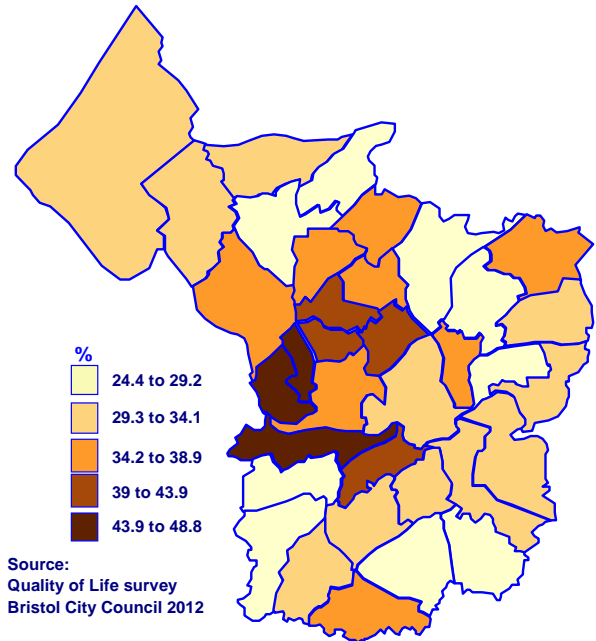 %
24.4 to 29.2
29.3 to 34.1
34.2 to 38.9
39 to 43.9
43.9 to 48.8
Source:
Quality of Life survey
Bristol City Council 2012